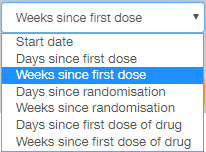 Weeks since first dose
Start date
Days since first dose
Weeks since first dose
Days since randomisation
Weeks since randomisation
Days since first dose of drug
Weeks since first dose of drug